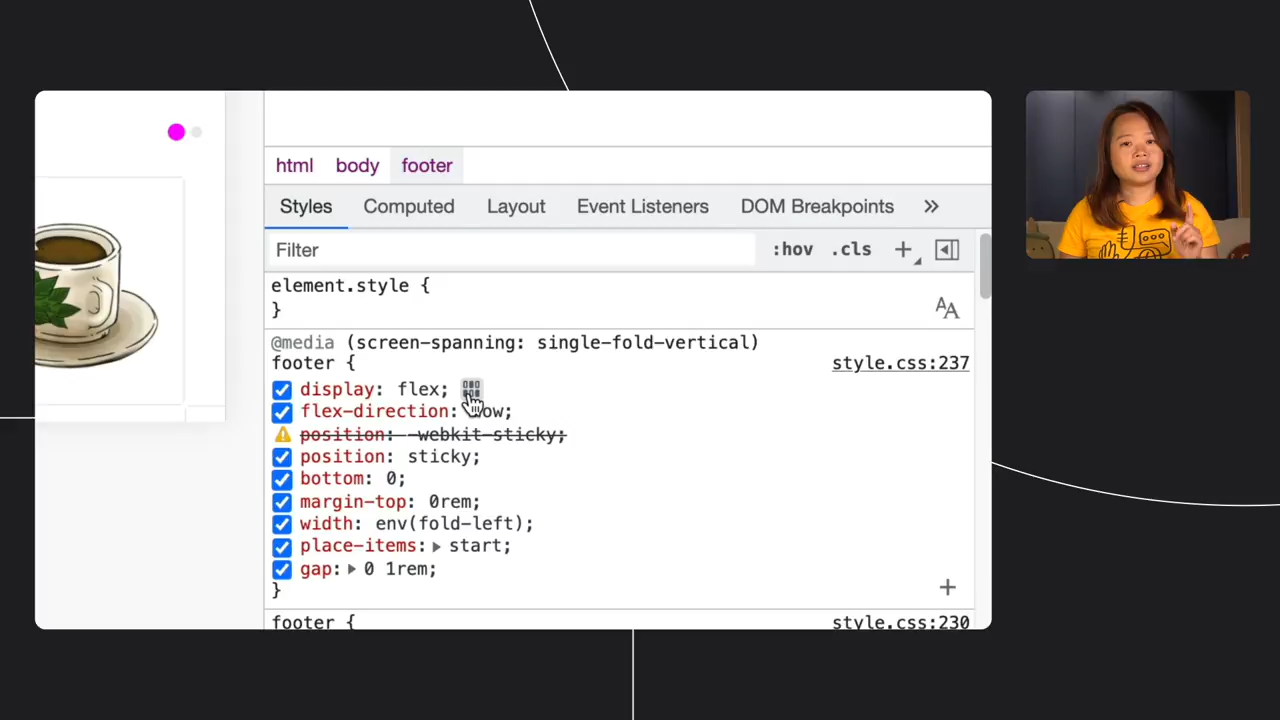 html body footer
Styles Computed Layout Event Listeners DOM Breakpoints »
Filter :hov .cls +
element.style {
}
AA
@media (screen-spanning: single-fold-vertical)
footer { style.css:237
display: flex;
flex-direction: ow;
position: -webkit-sticky;
position: sticky;
bottom: 0;
margin-top: 0rem;
width: env(fold-left);
place-items: start;
gap: 0 1rem;
}
+
footer { style.css:230